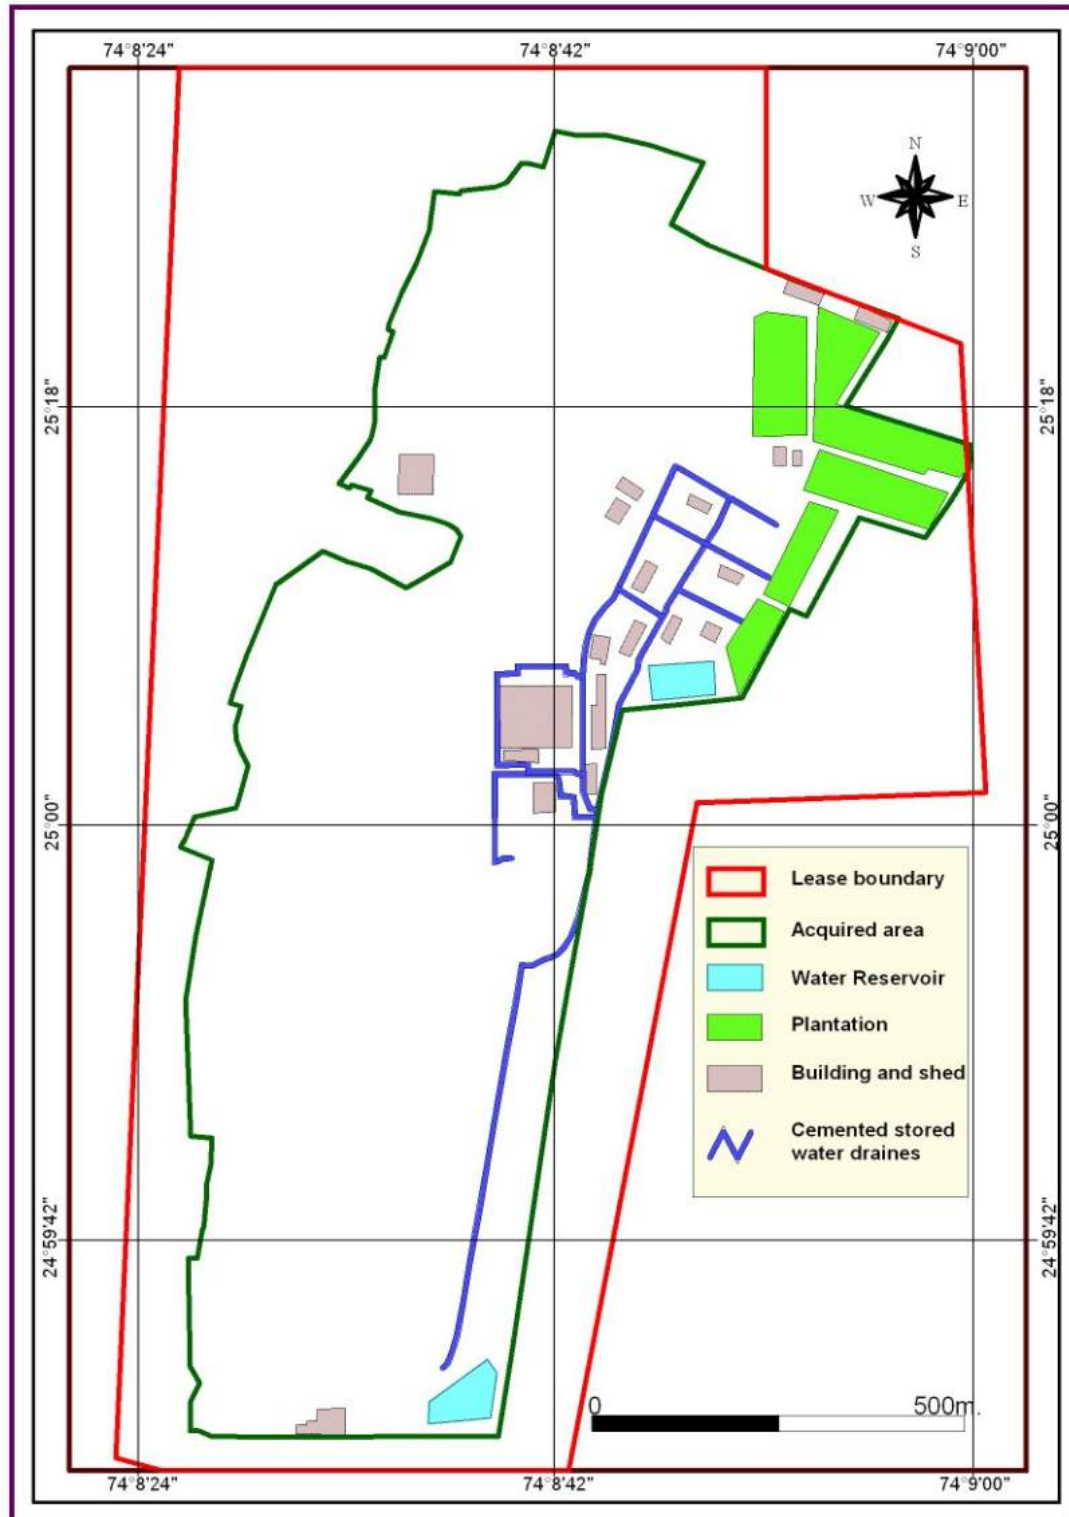 74°8'24" 74°8'42" 74°9'00"
N
W E
S
25°18" 25°18"
25°00" 25°00"
Lease boundary
Acquired area
Water Reservoir
Plantation
Building and shed
Cemented stored
water draines
24°59'42" 24°59'42"
0 500m.
74°8'24" 74°8'42" 74°9'00"